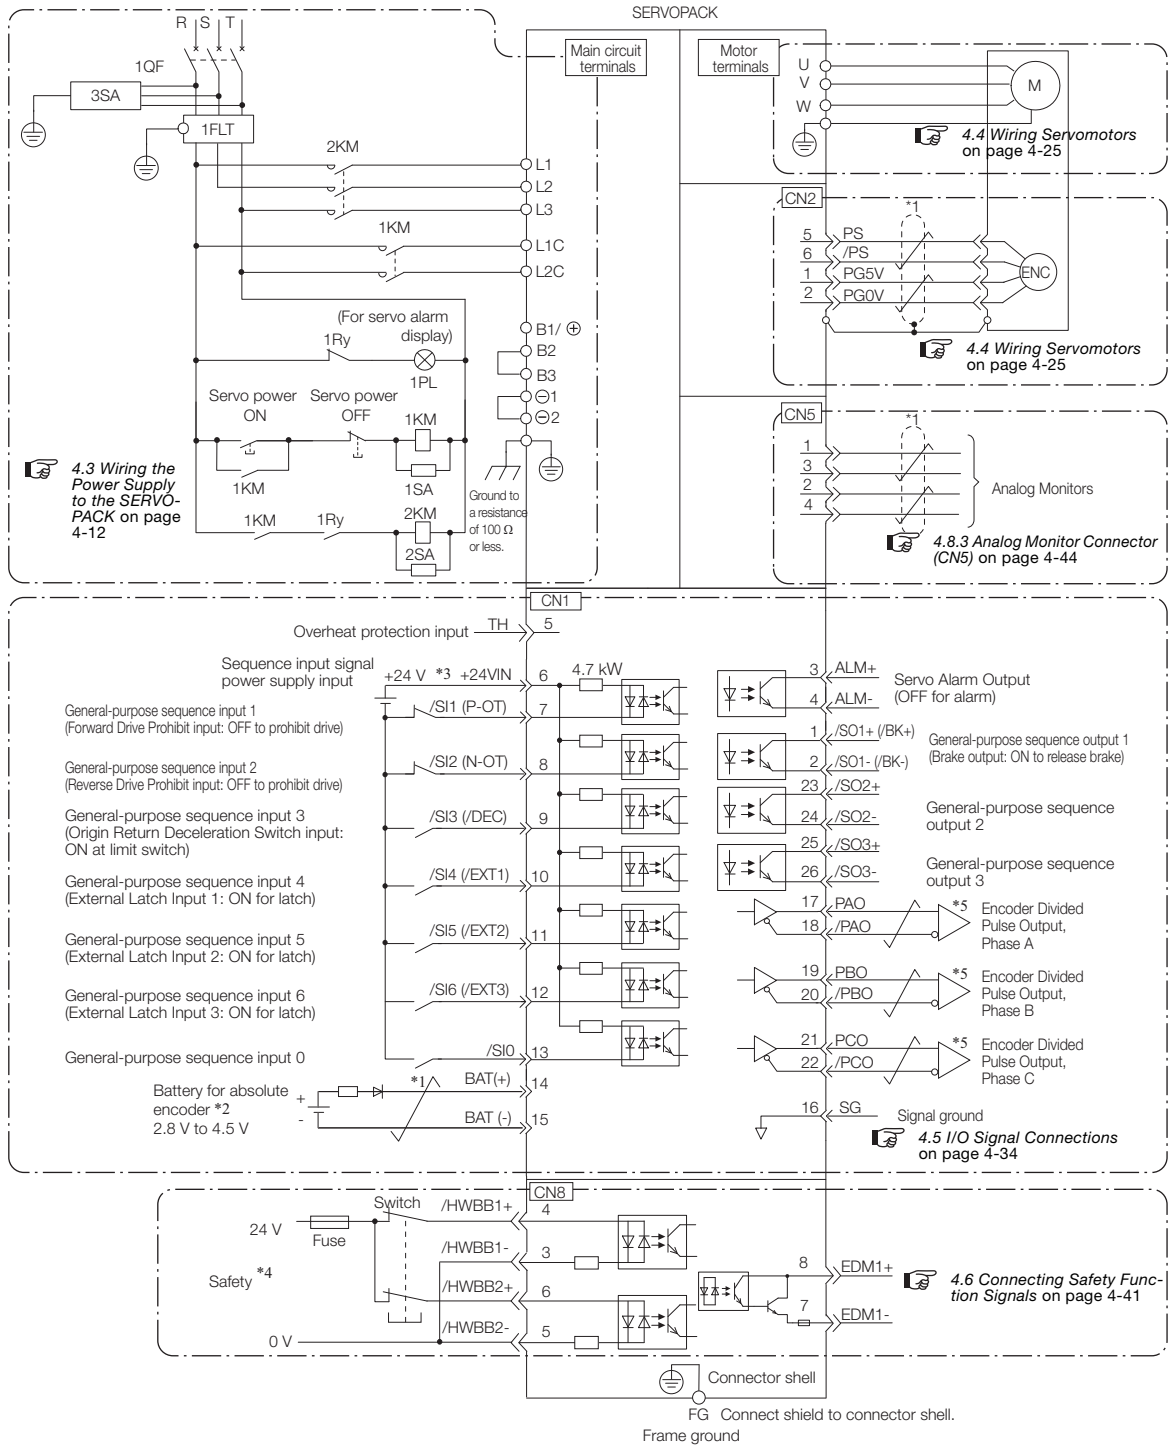 SERVOPACK
R S T
Main circuit
terminals
Motor
terminals
1QF
3SA
1FLT
2KM
L1
L2
L3
1KM
L1C
L2C
(For servo alarm
display)
1Ry
1PL
B1/ ⊕
B2
B3
⊖1
⊖2
Servo power
ON
Servo power
OFF
1KM
1KM
1SA
4.3 Wiring the
Power Supply
to the SERVO-
PACK on page
4-12
Ground to
a resistance
of 100 Ω
or less.
1KM
1Ry
2KM
2SA
U
V
W
M
4.4 Wiring Servomotors
on page 4-25
CN2
*1
5 PS
6 /PS
1 PG5V
2 PG0V
ENC
4.4 Wiring Servomotors
on page 4-25
CN5
*1
1
3
2
4
Analog Monitors
4.8.3 Analog Monitor Connector
(CN5) on page 4-44
CN1
Overheat protection input TH 5
Sequence input signal
power supply input
+24 V *3 +24VIN 6
4.7 kW
General-purpose sequence input 1
(Forward Drive Prohibit input: OFF to prohibit drive)
/SI1 (P-OT) 7
General-purpose sequence input 2
(Reverse Drive Prohibit input: OFF to prohibit drive)
/SI2 (N-OT) 8
General-purpose sequence input 3
(Origin Return Deceleration Switch input:
ON at limit switch)
/SI3 (/DEC) 9
General-purpose sequence input 4
(External Latch Input 1: ON for latch)
/SI4 (/EXT1) 10
General-purpose sequence input 5
(External Latch Input 2: ON for latch)
/SI5 (/EXT2) 11
General-purpose sequence input 6
(External Latch Input 3: ON for latch)
/SI6 (/EXT3) 12
General-purpose sequence input 0
/SI0 13
Battery for absolute
encoder *2
2.8 V to 4.5 V
+
-
*1
BAT(+) 14
BAT (-) 15
3 ALM+
4 ALM-
Servo Alarm Output
(OFF for alarm)
1 /SO1+ (/BK+)
2 /SO1- (/BK-)
General-purpose sequence output 1
(Brake output: ON to release brake)
23 /SO2+
24 /SO2-
General-purpose sequence
output 2
25 /SO3+
26 /SO3-
General-purpose sequence
output 3
17 PAO
18 /PAO
*5
Encoder Divided
Pulse Output,
Phase A
19 PBO
20 /PBO
*5
Encoder Divided
Pulse Output,
Phase B
21 PCO
22 /PCO
*5
Encoder Divided
Pulse Output,
Phase C
16 SG
Signal ground
4.5 I/O Signal Connections
on page 4-34
CN8
24 V
Fuse
Switch
Safety *4
0 V
/HWBB1+ 4
/HWBB1- 3
/HWBB2+ 6
/HWBB2- 5
8 EDM1+
7 EDM1-
4.6 Connecting Safety Func-
tion Signals on page 4-41
Connector shell
FG Connect shield to connector shell.
Frame ground